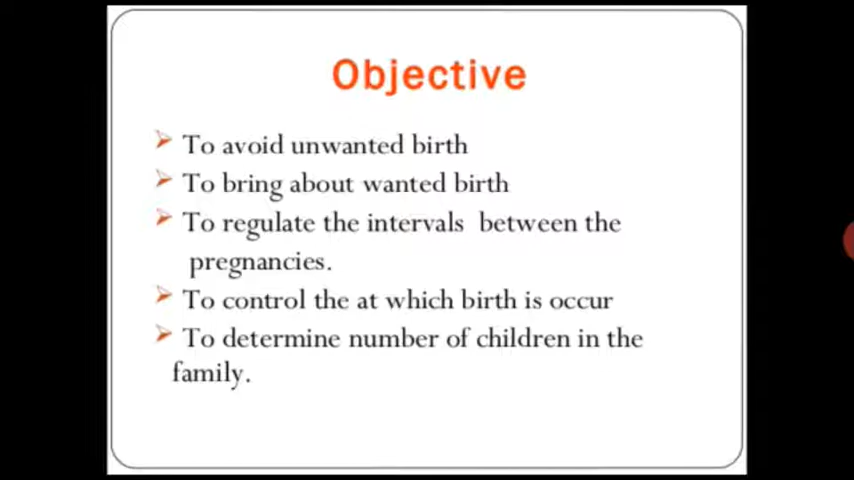 Objective
To avoid unwanted birth
To bring about wanted birth
To regulate the intervals between the
pregnancies.
To control the at which birth is occur
To determine number of children in the
family.